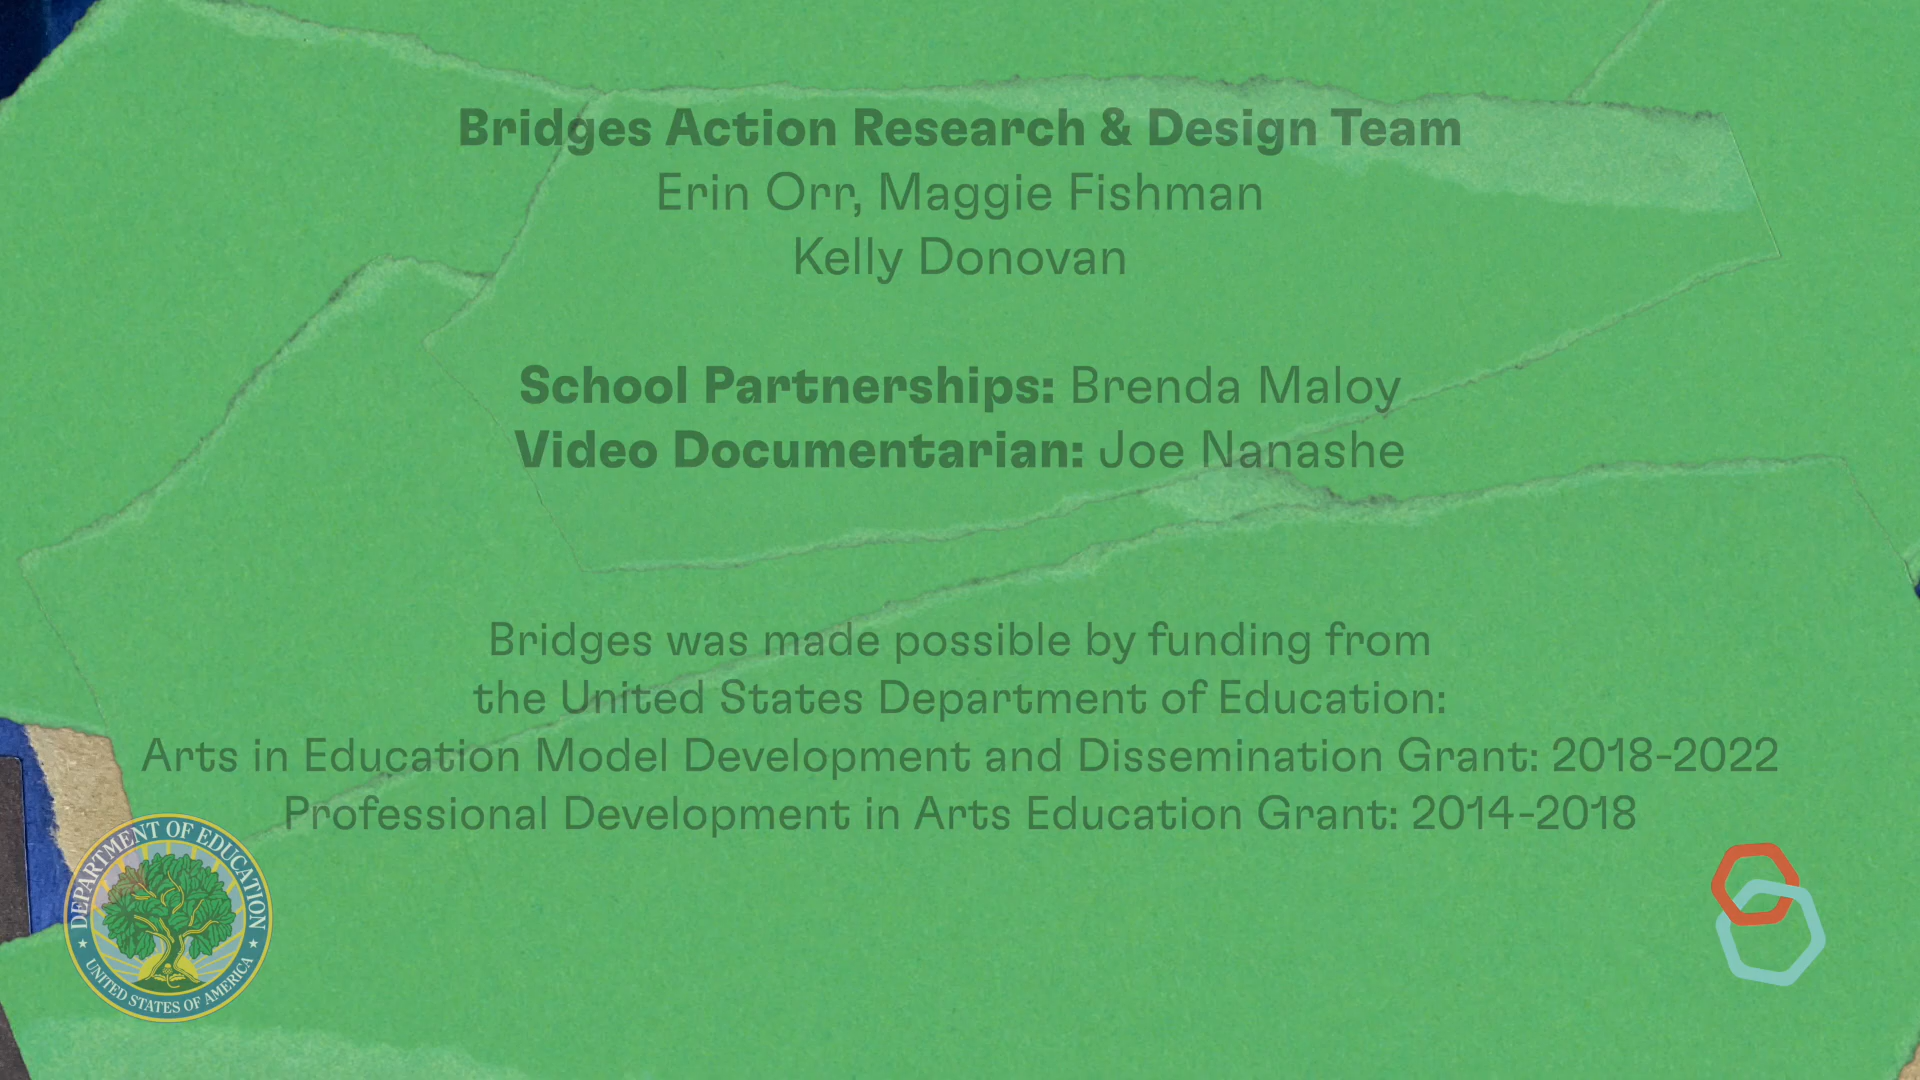 Bridges Action Research & Design Team
Erin Orr, Maggie Fishman
Kelly Donovan
School Partnerships: Brenda Maloy
Video Documentarian: Joe Nanashe
Bridges was made possible by funding from
the United States Department of Education:
Arts in Education Model Development and Dissemination Grant: 2018-2022
Professional Development in Arts Education Grant: 2014-2018
DEPARTMENT OF EDUCATION
UNITED STATES OF AMERICA